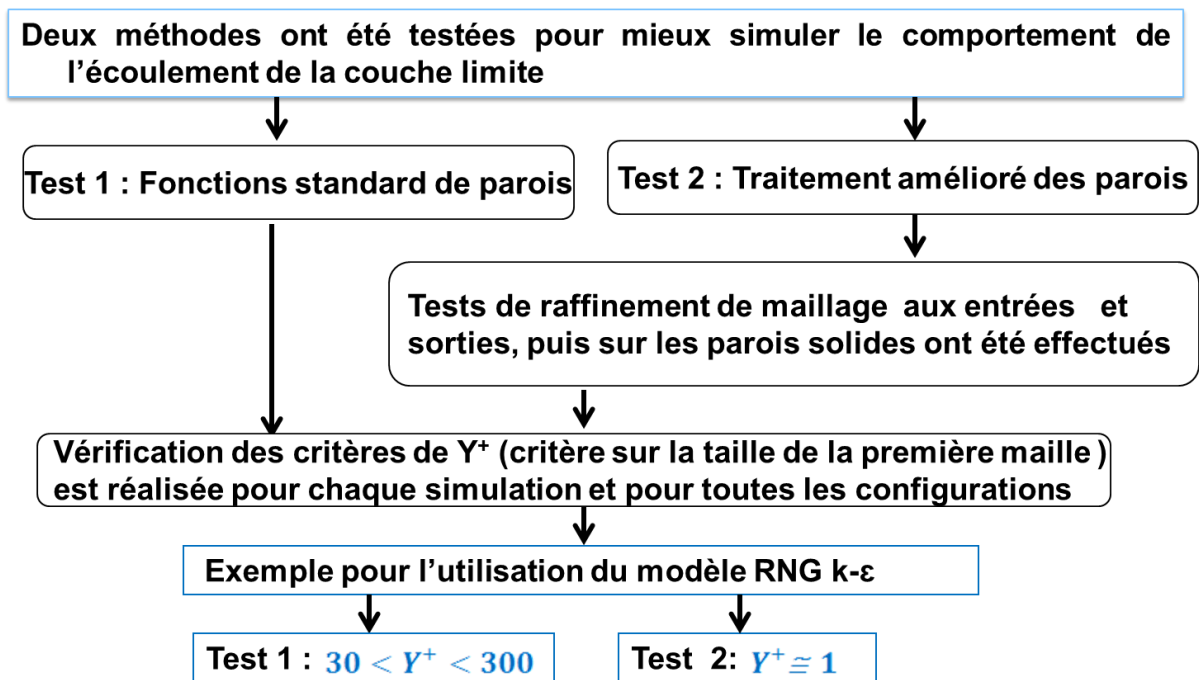 Deux méthodes ont été testées pour mieux simuler le comportement de
l’écoulement de la couche limite
Test 1 : Fonctions standard de parois
Test 2 : Traitement amélioré des parois
Tests de raffinement de maillage aux entrées et
sorties, puis sur les parois solides ont été effectués
Vérification des critères de Y⁺ (critère sur la taille de la première maille )
est réalisée pour chaque simulation et pour toutes les configurations
Exemple pour l’utilisation du modèle RNG k-ε
Test 1 : 30 < Y⁺ < 300
Test 2: Y⁺ ≅ 1